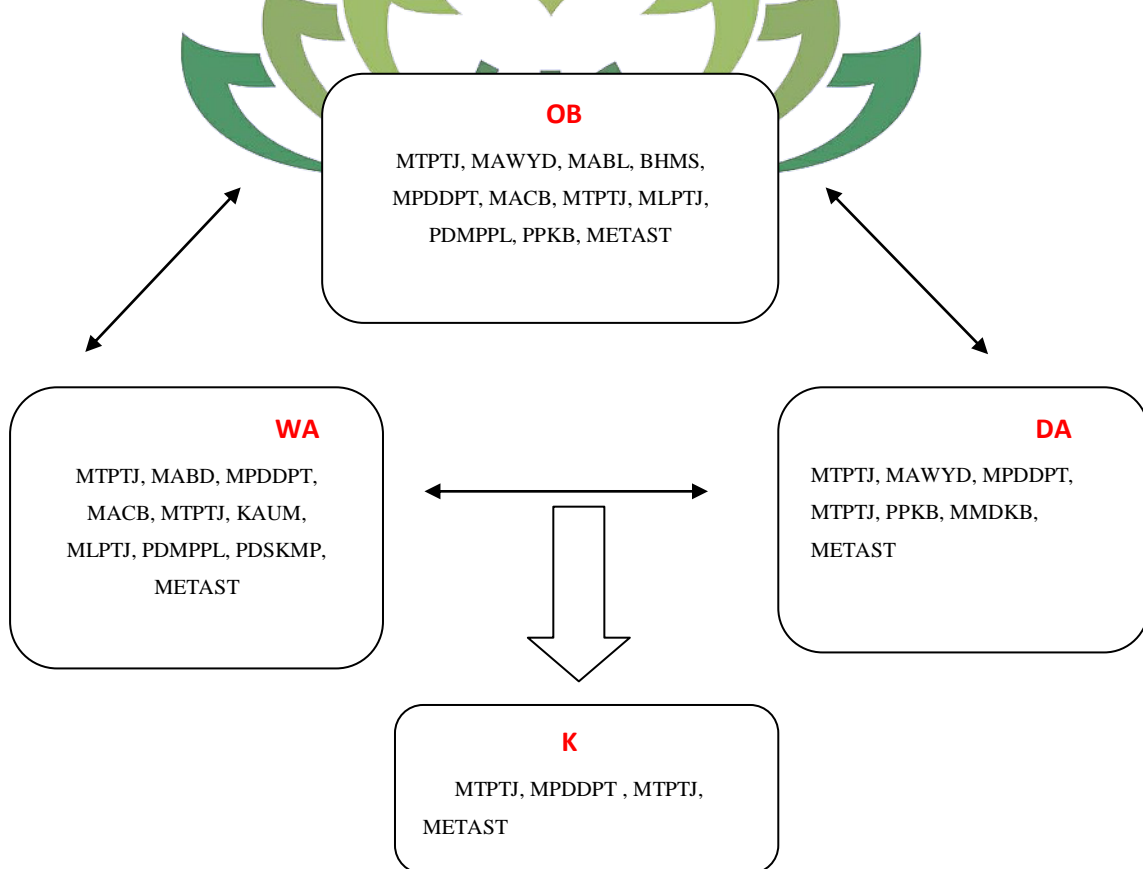 OB
MTPTJ, MAWYD, MABL, BHMS,
MPDDPT, MACB, MTPTJ, MLPTJ,
PDMPPL, PPKB, METAST
WA
MTPTJ, MABD, MPDDPT,
MACB, MTPTJ, KAUM,
MLPTJ, PDMPPL, PDSKMP,
METAST
DA
MTPTJ, MAWYD, MPDDPT,
MTPTJ, PPKB, MMDKB,
METAST
K
MTPTJ, MPDDPT , MTPTJ,
METAST